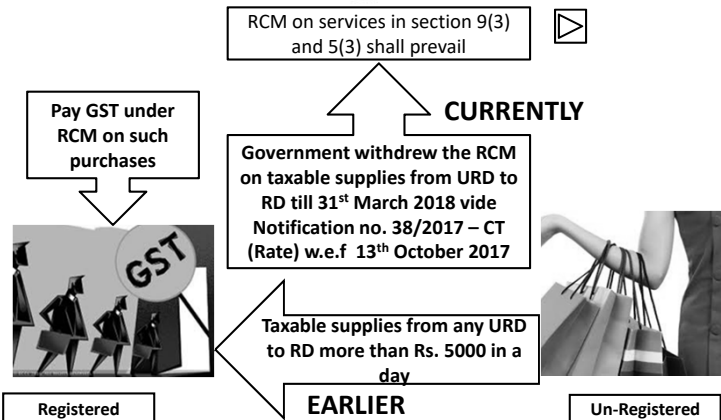 RCM on services in section 9(3)
and 5(3) shall prevail
CURRENTLY
Pay GST under
RCM on such
purchases
Government withdrew the RCM
on taxable supplies from URD to
RD till 31st March 2018 vide
Notification no. 38/2017 – CT
(Rate) w.e.f 13th October 2017
GST
Taxable supplies from any URD
to RD more than Rs. 5000 in a
day
EARLIER
Registered
Un-Registered